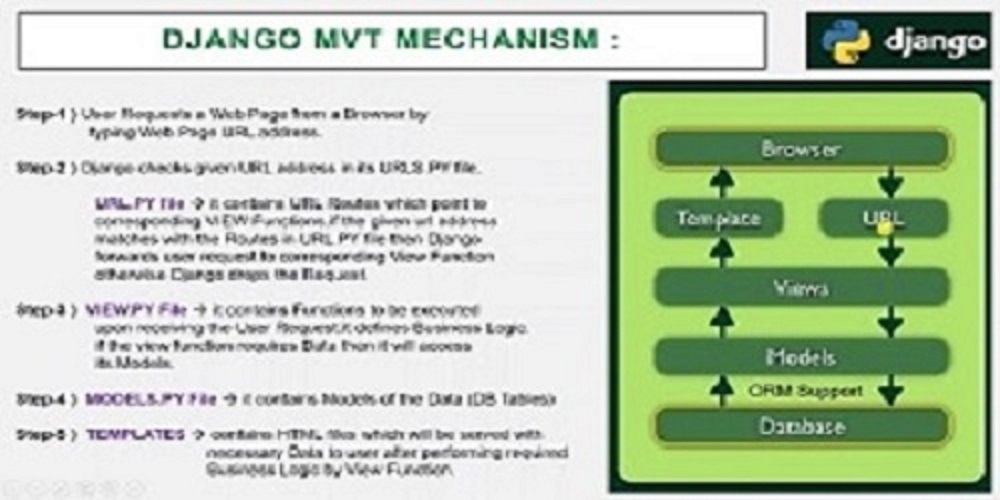 DJANGO MVT MECHANISM :
django
Step-1 ) User Requests a Web Page from a Browser by
typing Web Page URL address.
Step-2 ) Django checks given URL address in its URLS.PY file.
URL.PY file → it contains URL Routes which point to
corresponding VIEW Functions.if the given url address
matches with the Routes in URL.PY file then Django
forwards user request to corresponding View Function
otherwise Django drops the Request.
Step-3 ) VIEW.PY File → it contains Functions to be executed
upon receiving the User Request.it defines Business Logic.
if the view function requires Data then it will access
its Models.
Step-4 ) MODELS.PY File → it contains Models of the Data (DB Tables)
Step-5 ) TEMPLATES → contains HTML files which will be served with
necessary Data to user after performing required
Business Logic by View Function.
Browser
Template URL
Views
Models
ORM Support
Database